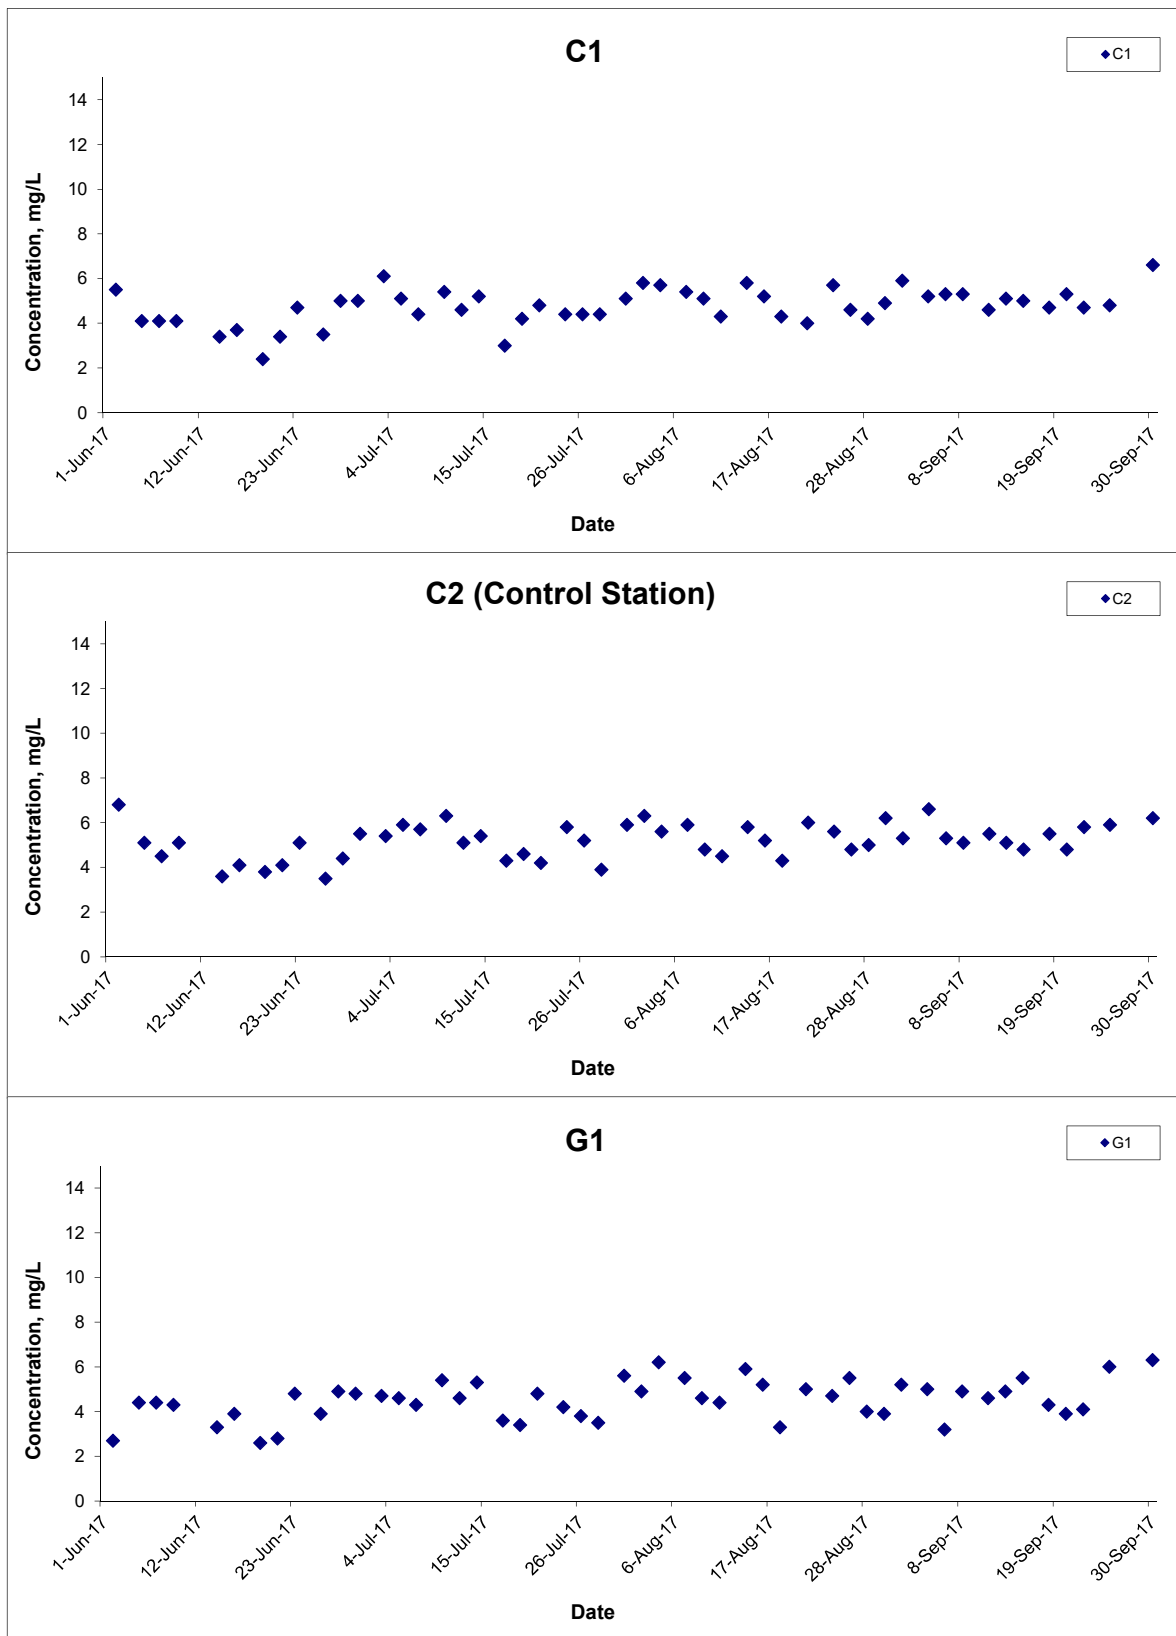 C1
C1
14
12
10
8
6
4
2
0
Concentration, mg/L
1-Jun-17
12-Jun-17
23-Jun-17
4-Jul-17
15-Jul-17
26-Jul-17
6-Aug-17
17-Aug-17
28-Aug-17
8-Sep-17
19-Sep-17
30-Sep-17
Date
C2 (Control Station)
C2
14
12
10
8
6
4
2
0
Concentration, mg/L
1-Jun-17
12-Jun-17
23-Jun-17
4-Jul-17
15-Jul-17
26-Jul-17
6-Aug-17
17-Aug-17
28-Aug-17
8-Sep-17
19-Sep-17
30-Sep-17
Date
G1
G1
14
12
10
8
6
4
2
0
Concentration, mg/L
1-Jun-17
12-Jun-17
23-Jun-17
4-Jul-17
15-Jul-17
26-Jul-17
6-Aug-17
17-Aug-17
28-Aug-17
8-Sep-17
19-Sep-17
30-Sep-17
Date